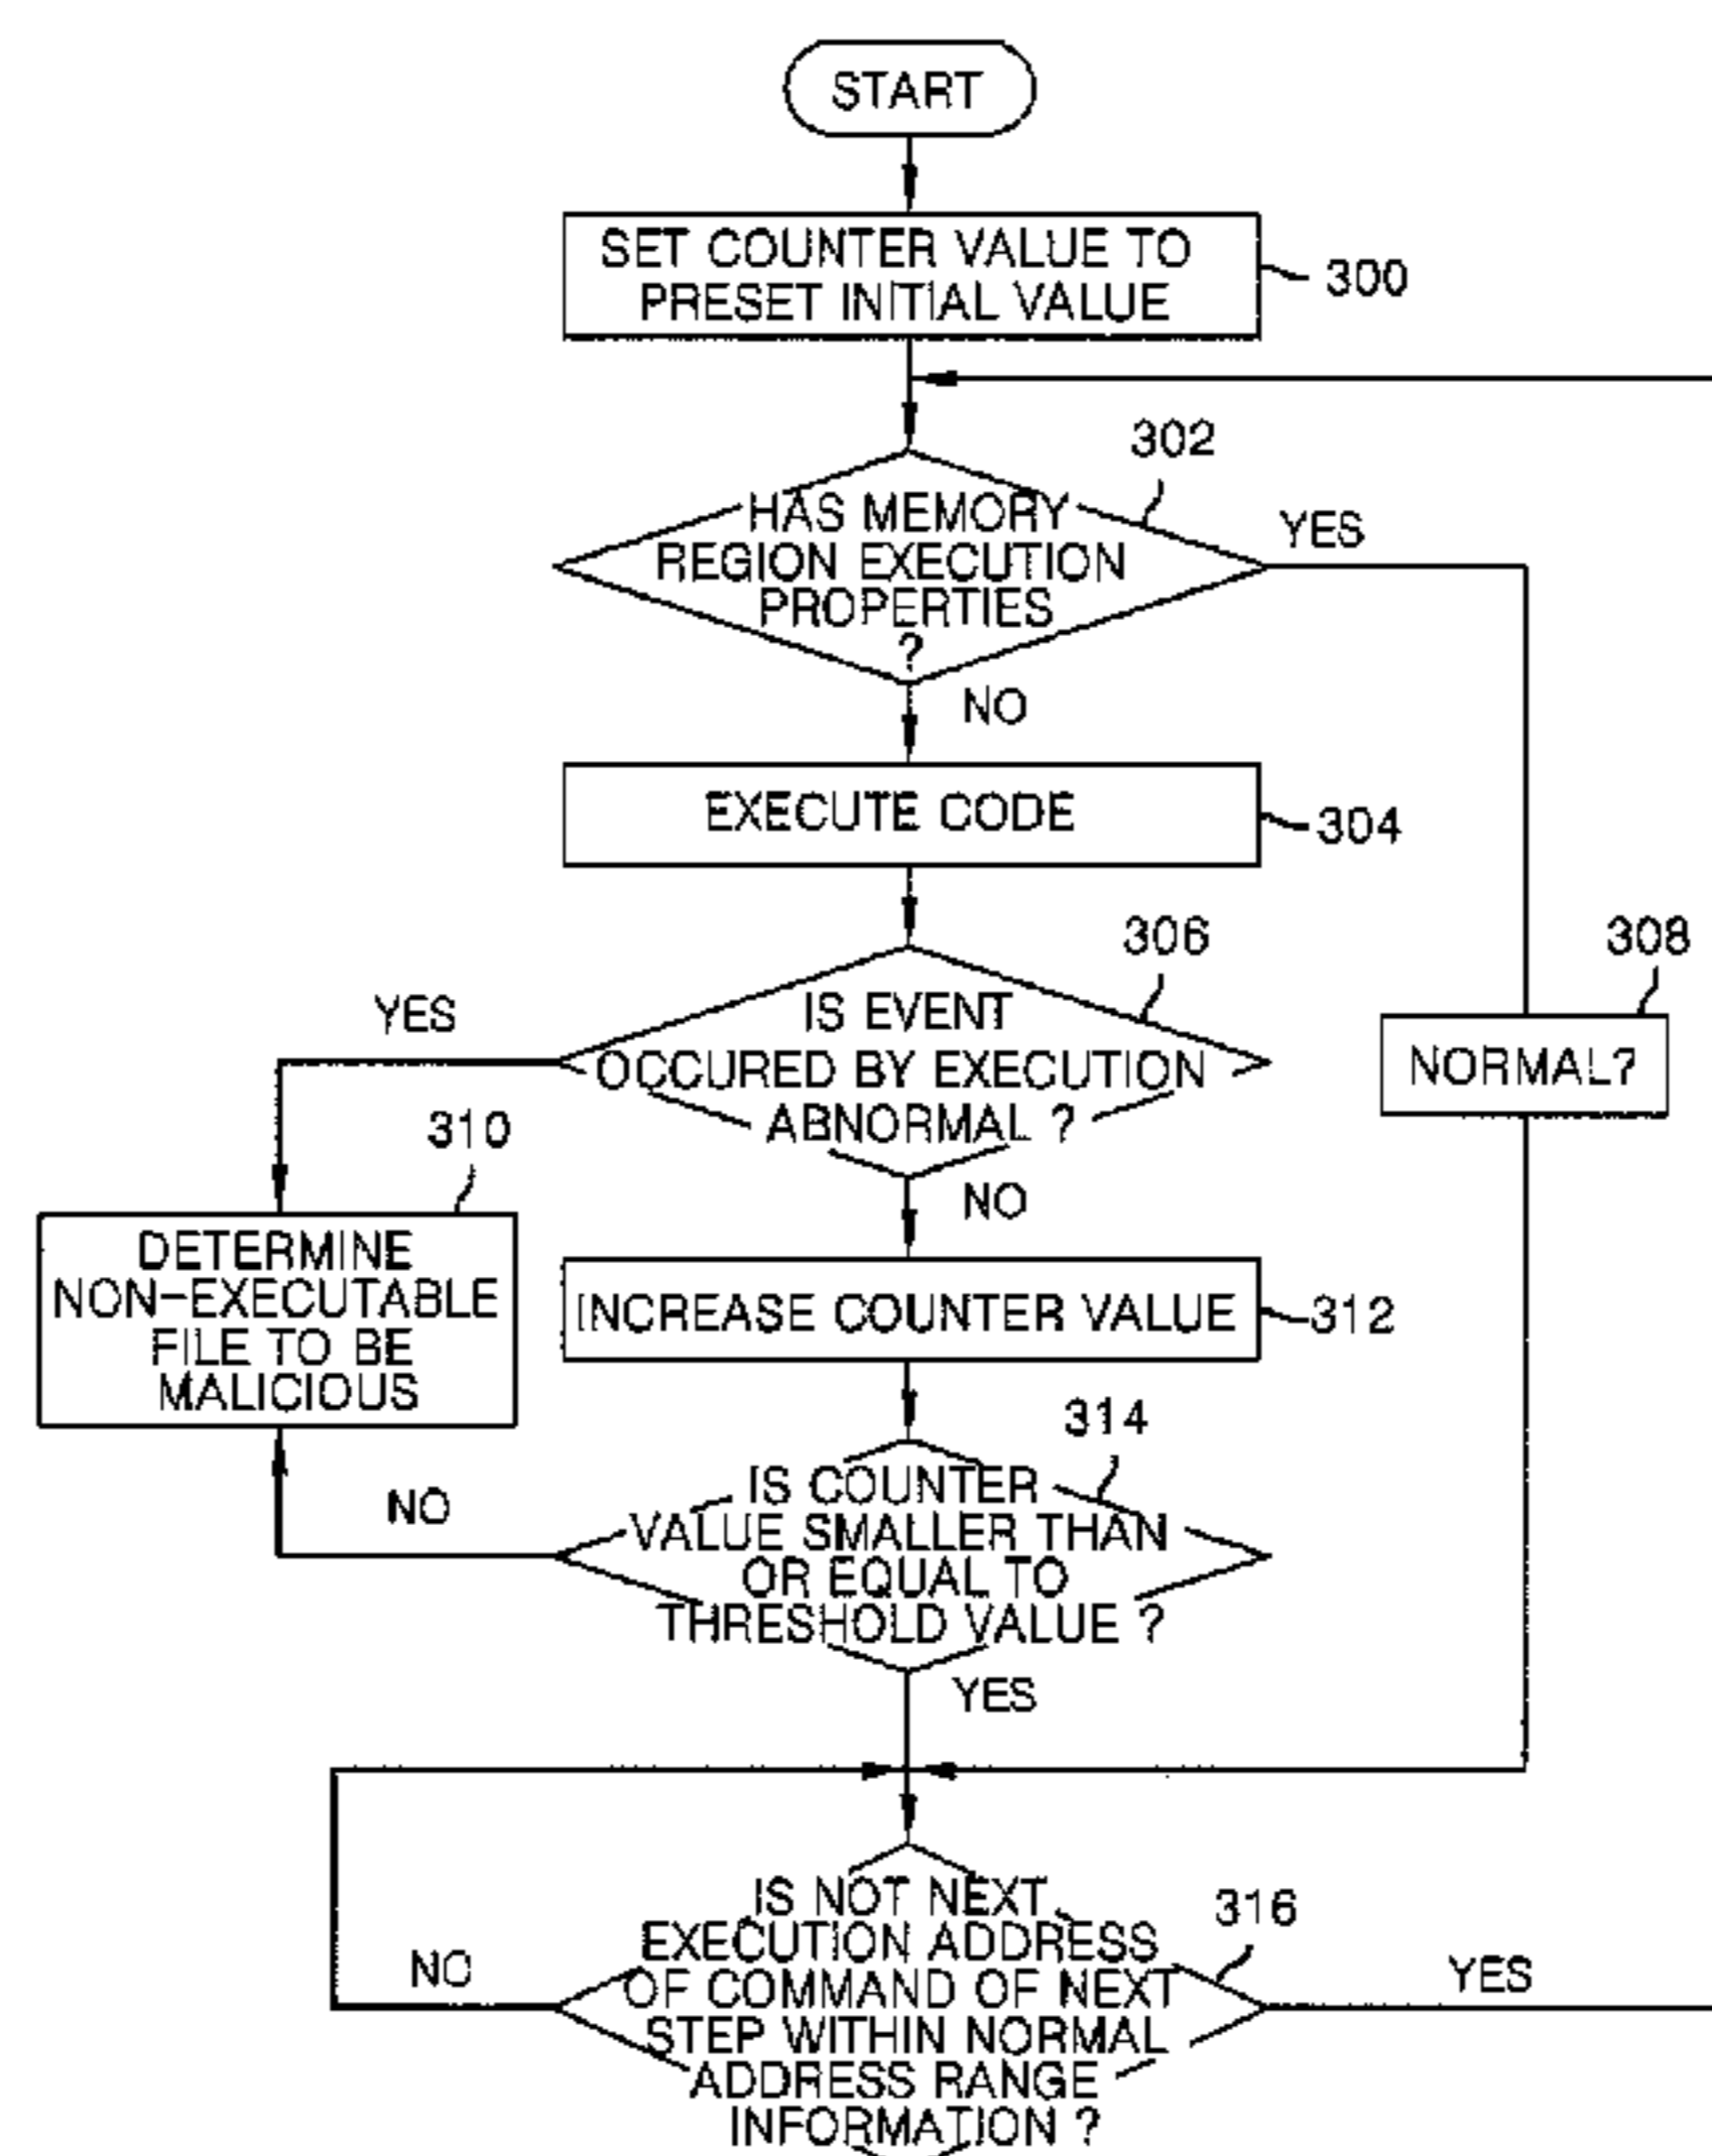 START
SET COUNTER VALUE TO
PRESET INITIAL VALUE
300
302
HAS MEMORY
REGION EXECUTION
PROPERTIES
?
YES
NO
EXECUTE CODE
304
306
308
YES
IS EVENT
OCCURED BY EXECUTION
ABNORMAL ?
NORMAL?
310
NO
DETERMINE
NON-EXECUTABLE
FILE TO BE
MALICIOUS
INCREASE COUNTER VALUE
312
314
NO
IS COUNTER
VALUE SMALLER THAN
OR EQUAL TO
THRESHOLD VALUE ?
YES
316
IS NOT NEXT
EXECUTION ADDRESS
OF COMMAND OF NEXT
STEP WITHIN NORMAL
ADDRESS RANGE
INFORMATION ?
NO
YES